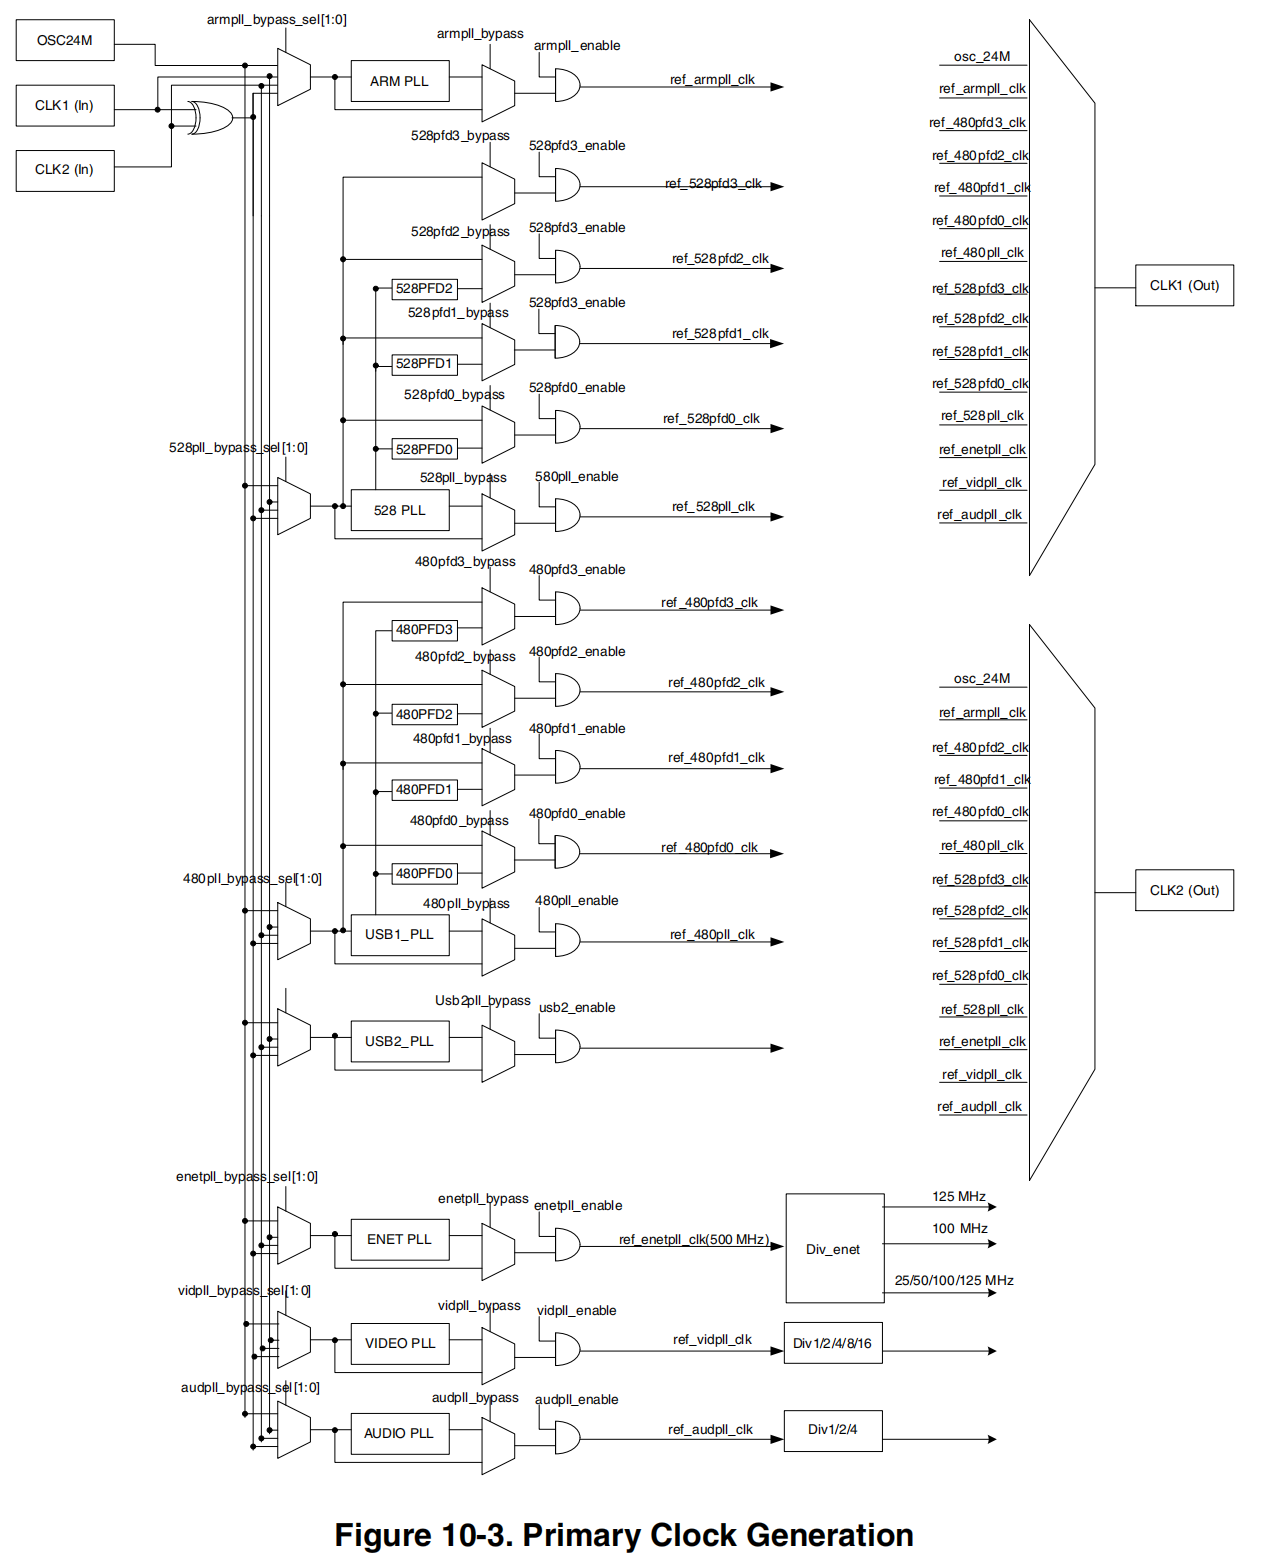 armpll_bypass_sel[1:0]
OSC24M
CLK1 (In)
CLK2 (In)
ARM PLL
armpll_bypass
armpll_enable
ref_armpll_clk
528pfd3_bypass
528pfd3_enable
ref_528pfd3_clk
528pfd2_bypass
528pfd3_enable
ref_528pfd2_clk
528PFD2
528pfd1_bypass
528pfd3_enable
ref_528pfd1_clk
528PFD1
528pfd0_bypass
528pfd0_enable
ref_528pfd0_clk
528PFD0
528pll_bypass_sel[1:0]
528pll_bypass
580pll_enable
ref_528pll_clk
528 PLL
480pfd3_bypass
480pfd3_enable
ref_480pfd3_clk
480PFD3
480pfd2_bypass
480pfd2_enable
ref_480pfd2_clk
480PFD2
480pfd1_bypass
480pfd1_enable
ref_480pfd1_clk
480PFD1
480pfd0_bypass
480pfd0_enable
ref_480pfd0_clk
480PFD0
480pll_bypass_sel[1:0]
480pll_bypass
480pll_enable
ref_480pll_clk
USB1_PLL
Usb2pll_bypass
usb2_enable
USB2_PLL
enetpll_bypass_sel[1:0]
enetpll_bypass
enetpll_enable
ENET PLL
ref_enetpll_clk(500 MHz)
Div_enet
125 MHz
100 MHz
25/50/100/125 MHz
vidpll_bypass_sel[1:0]
vidpll_bypass
vidpll_enable
VIDEO PLL
ref_vidpll_clk
Div1/2/4/8/16
audpll_bypass_sel[1:0]
audpll_bypass
audpll_enable
AUDIO PLL
ref_audpll_clk
Div1/2/4
osc_24M
ref_armpll_clk
ref_480pfd3_clk
ref_480pfd2_clk
ref_480pfd1_clk
ref_480pfd0_clk
ref_480pll_clk
ref_528pfd3_clk
ref_528pfd2_clk
ref_528pfd1_clk
ref_528pfd0_clk
ref_528pll_clk
ref_enetpll_clk
ref_vidpll_clk
ref_audpll_clk
CLK1 (Out)
osc_24M
ref_armpll_clk
ref_480pfd2_clk
ref_480pfd1_clk
ref_480pfd0_clk
ref_480pll_clk
ref_528pfd3_clk
ref_528pfd2_clk
ref_528pfd1_clk
ref_528pfd0_clk
ref_528pll_clk
ref_enetpll_clk
ref_vidpll_clk
ref_audpll_clk
CLK2 (Out)
Figure 10-3. Primary Clock Generation